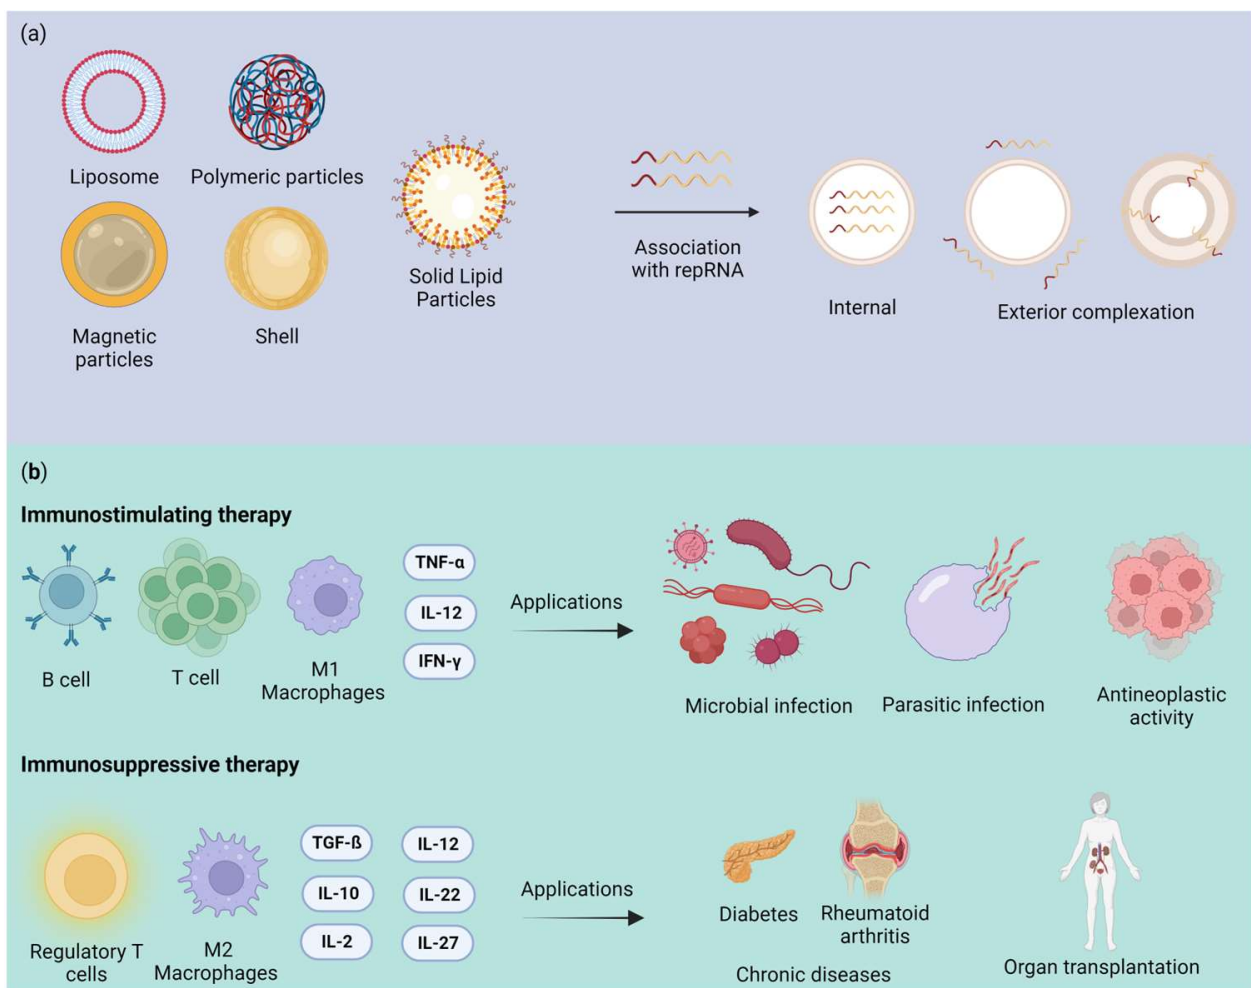 (a)
Liposome
Polymeric particles
Magnetic
particles
Shell
Solid Lipid
Particles
Association
with repRNA
Internal
Exterior complexation
(b)
Immunostimulating therapy
B cell
T cell
M1
Macrophages
TNF-α
IL-12
IFN-γ
Applications
Microbial infection
Parasitic infection
Antineoplastic
activity
Immunosuppressive therapy
Regulatory T
cells
M2
Macrophages
TGF-ß
IL-12
IL-10
IL-22
IL-2
IL-27
Applications
Diabetes
Rheumatoid
arthritis
Chronic diseases
Organ transplantation